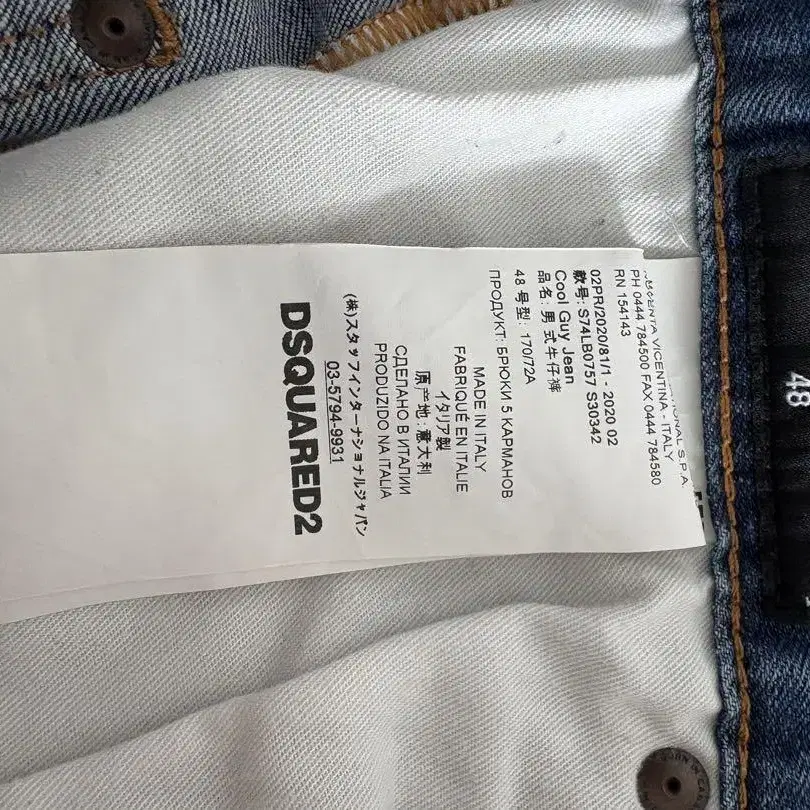 VICENTINA - ITALY
PH 0444 784500 FAX 0444 784580
RN 154143
02PR/2020/81/1 - 2020 02
款号: S74LB0757 S30342
Cool Guy Jean
品名: 男式牛仔裤
48 号型: 170/72A
ПРОДУКТ: БРЮКИ 5 КАРМАНОВ
MADE IN ITALY
FABRIQUÉ EN ITALIE
イタリア製
原产地:意大利
СДЕЛАНО В ИТАЛИИ
PRODUZIDO NA ITALIA
(株)スタッフインターナショナルジャパン
03-5794-9931
DSQUARED2
48